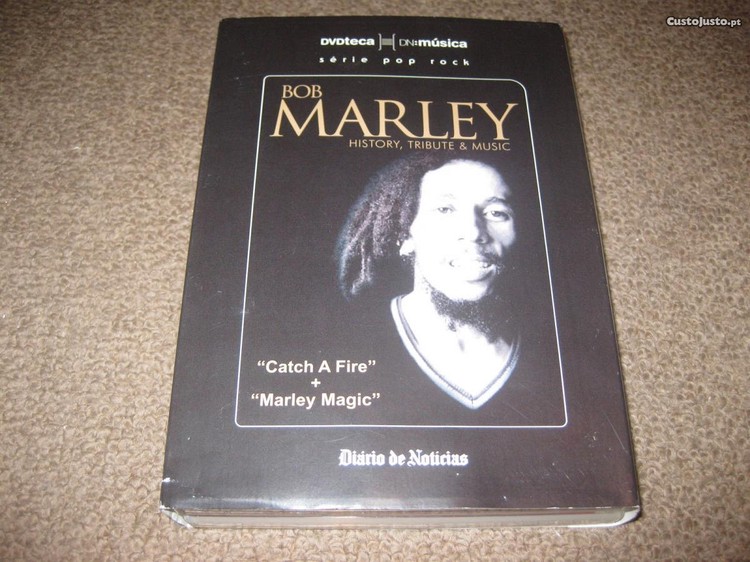 CustoJusto.pt
DVDteca DN:música
série pop rock
BOB
MARLEY
HISTORY, TRIBUTE & MUSIC
“Catch A Fire”
+
“Marley Magic”
Diário de Notícias